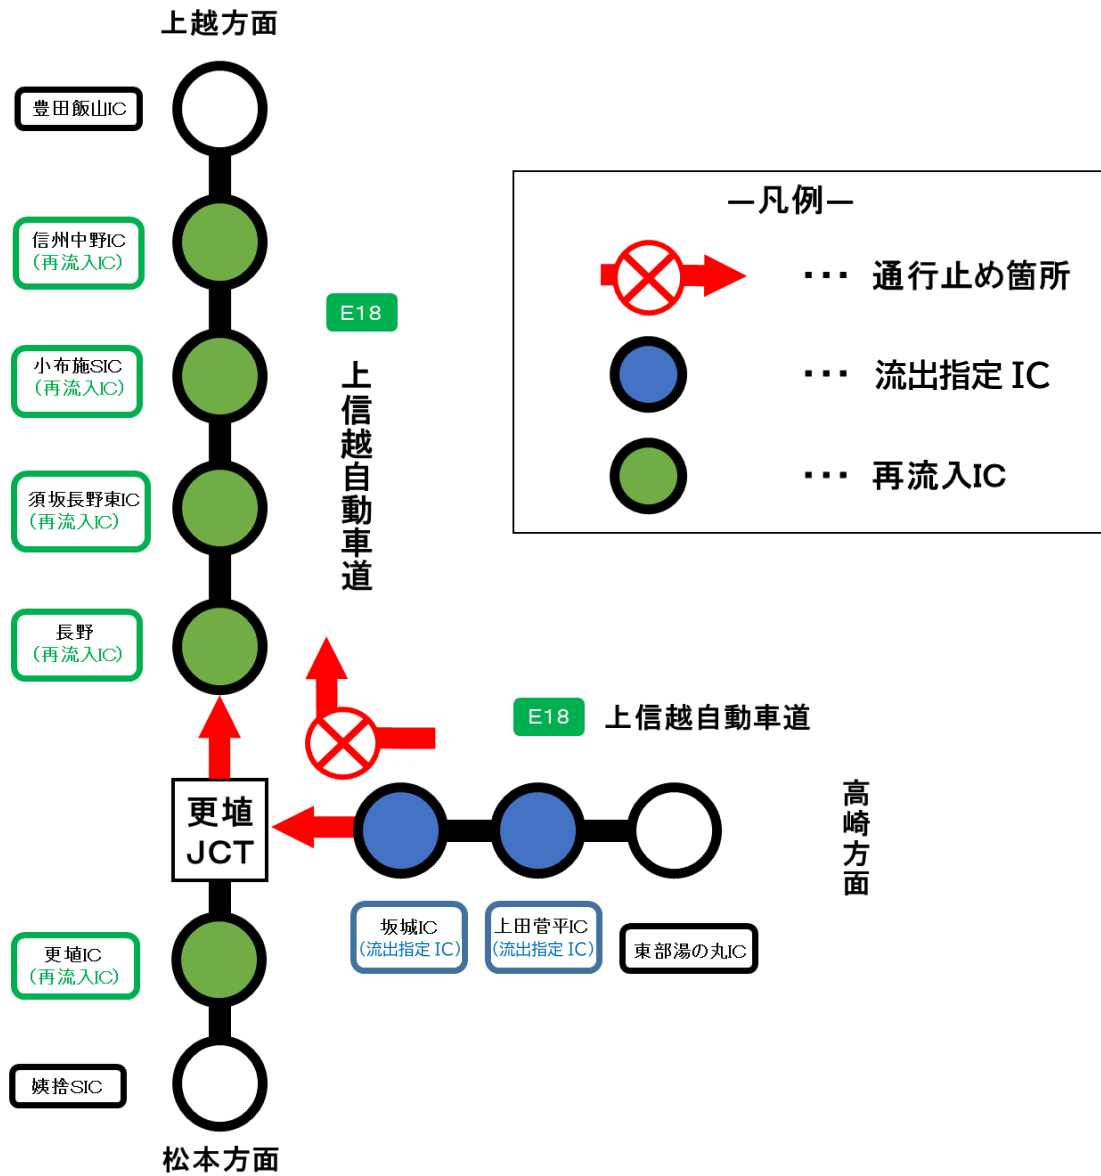 上越方面
豊田飯山IC
信州中野IC
(再流入IC)
小布施SIC
(再流入IC)
須坂長野東IC
(再流入IC)
長野
(再流入IC)
E18
上信越自動車道
―凡例―
… 通行止め箇所
… 流出指定 IC
… 再流入IC
E18 上信越自動車道
高崎方面
更埴
JCT
坂城IC
(流出指定 IC)
上田菅平IC
(流出指定 IC)
東部湯の丸IC
更埴IC
(再流入IC)
姨捨SIC
松本方面